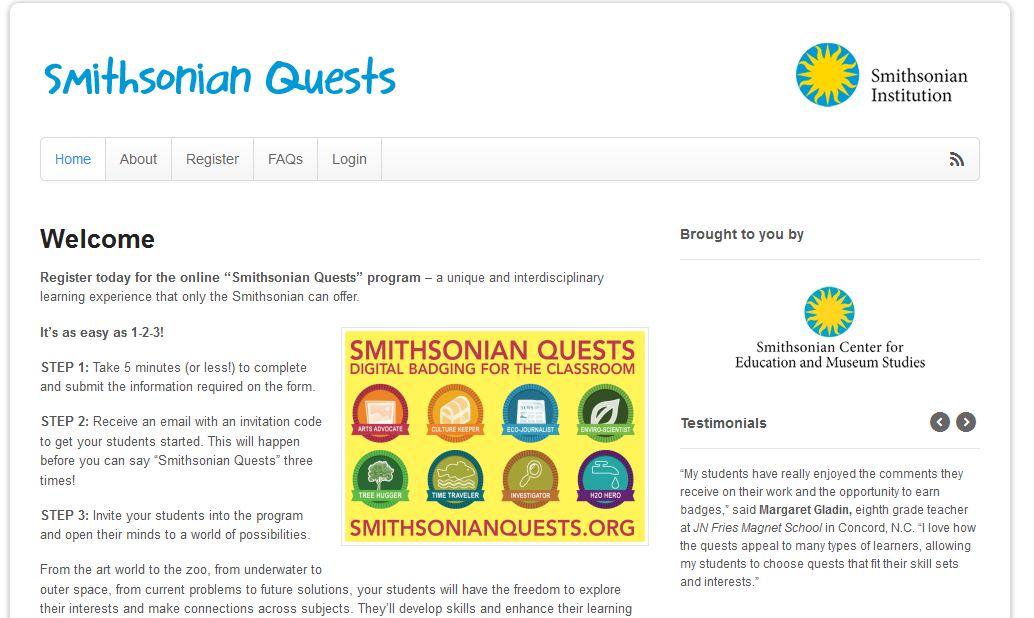 Smithsonian Quests
Smithsonian
Institution
Home About Register FAQs Login
Welcome
Register today for the online “Smithsonian Quests” program – a unique and interdisciplinary
learning experience that only the Smithsonian can offer.
It’s as easy as 1-2-3!
STEP 1: Take 5 minutes (or less!) to complete
and submit the information required on the form.
STEP 2: Receive an email with an invitation code
to get your students started. This will happen
before you can say “Smithsonian Quests” three
times!
STEP 3: Invite your students into the program
and open their minds to a world of possibilities.
SMITHSONIAN QUESTS
DIGITAL BADGING FOR THE CLASSROOM
ARTS ADVOCATE CULTURE KEEPER ECO-JOURNALIST ENVIRO-SCIENTIST
NEWS
TREE HUGGER TIME TRAVELER INVESTIGATOR H2O HERO
SMITHSONIANQUESTS.ORG
From the art world to the zoo, from underwater to
outer space, from current problems to future solutions, your students will have the freedom to explore
their interests and make connections across subjects. They’ll develop skills and enhance their learning
Brought to you by
Smithsonian Center for
Education and Museum Studies
Testimonials
“My students have really enjoyed the comments they
receive on their work and the opportunity to earn
badges,” said Margaret Gladin, eighth grade teacher
at JN Fries Magnet School in Concord, N.C. “I love how
the quests appeal to many types of learners, allowing
my students to choose quests that fit their skill sets
and interests.”